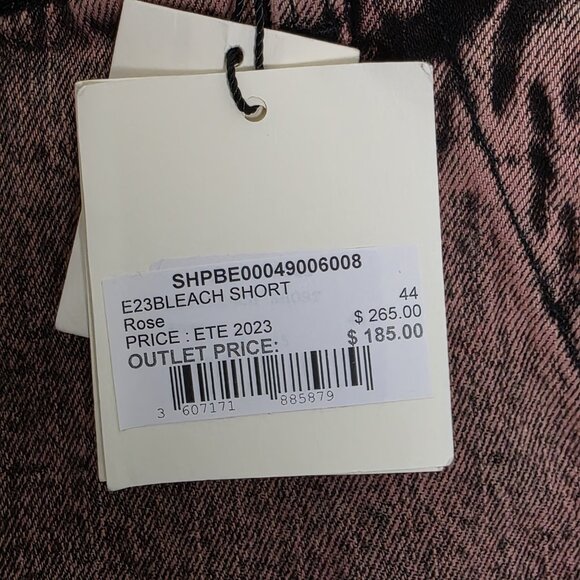 SHPBE00049006008
E23BLEACH SHORT 44
Rose $ 265.00
PRICE : ETE 2023
OUTLET PRICE: $ 185.00
3 607171 885879